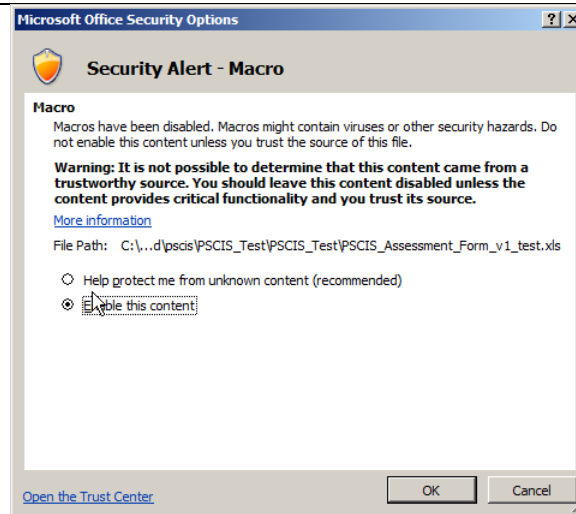 Microsoft Office Security Options
? X
Security Alert - Macro
Macro
Macros have been disabled. Macros might contain viruses or other security hazards. Do
not enable this content unless you trust the source of this file.
Warning: It is not possible to determine that this content came from a
trustworthy source. You should leave this content disabled unless the
content provides critical functionality and you trust its source.
More information
File Path: C:\...d\pscis\PSCIS_Test\PSCIS_Test\PSCIS_Assessment_Form_v1_test.xls
Help protect me from unknown content (recommended)
Enable this content
Open the Trust Center
OK
Cancel